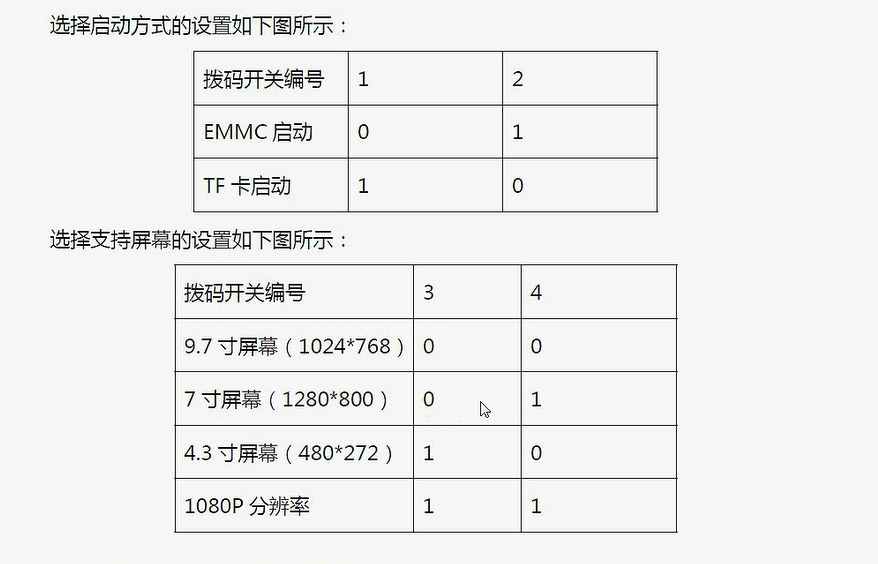 选择启动方式的设置如下图所示：
拨码开关编号 1 2
EMMC 启动 0 1
TF 卡启动 1 0
选择支持屏幕的设置如下图所示：
拨码开关编号 3 4
9.7 寸屏幕（1024*768） 0 0
7 寸屏幕（1280*800） 0 1
4.3 寸屏幕（480*272） 1 0
1080P 分辨率 1 1